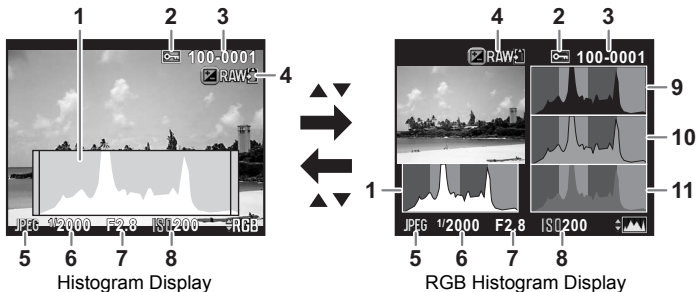 1 2 3
100-0001
RAW
4
JPEG 1/2000 F2.8 ISO200 RGB
5 6 7 8
Histogram Display
4 2 3
RAW 100-0001
9
10
1 11
JPEG 1/2000 F2.8 ISO200
5 6 7 8
RGB Histogram Display